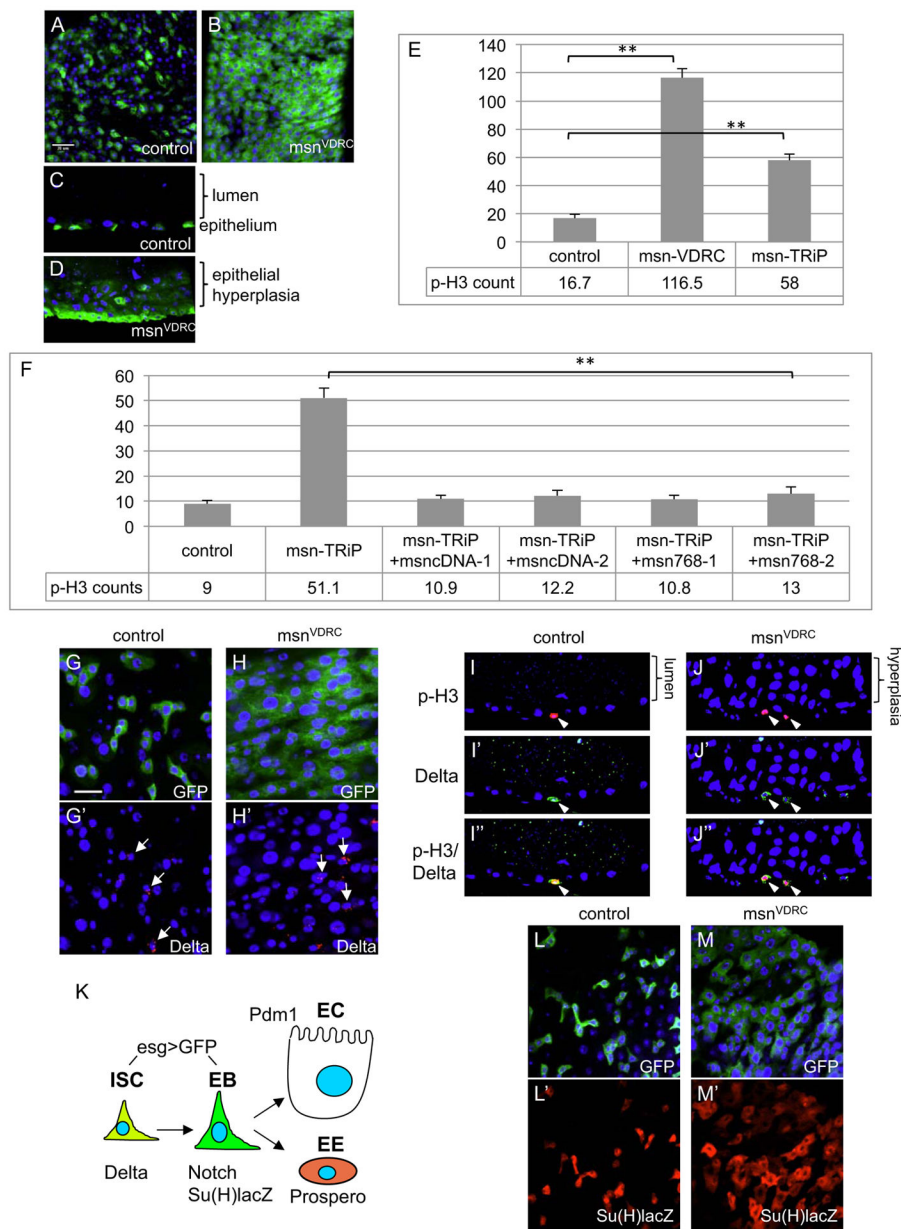 A
control
B
msnVDRC
C
lumen
epithelium
control
D
epithelial
hyperplasia
msnVDRC
E
140
120
100
80
60
40
20
0
**
**
control msn-VDRC msn-TRiP
p-H3 count 16.7 116.5 58
F
60
50
40
30
20
10
0
**
control msn-TRiP msn-TRiP +msncDNA-1 msn-TRiP +msncDNA-2 msn-TRiP +msn768-1 msn-TRiP +msn768-2
p-H3 counts 9 51.1 10.9 12.2 10.8 13
control msnVDRC
G
GFP
H
GFP
G'
Delta
H'
Delta
control msnVDRC
p-H3
I
lumen
J
hyperplasia
Delta
I'
J'
p-H3/
Delta
I"
J"
K
esg>GFP
ISC
EB
Pdm1
EC
EE
Delta
Notch
Su(H)lacZ
Prospero
control msnVDRC
L
GFP
M
GFP
L'
Su(H)lacZ
M'
Su(H)lacZ